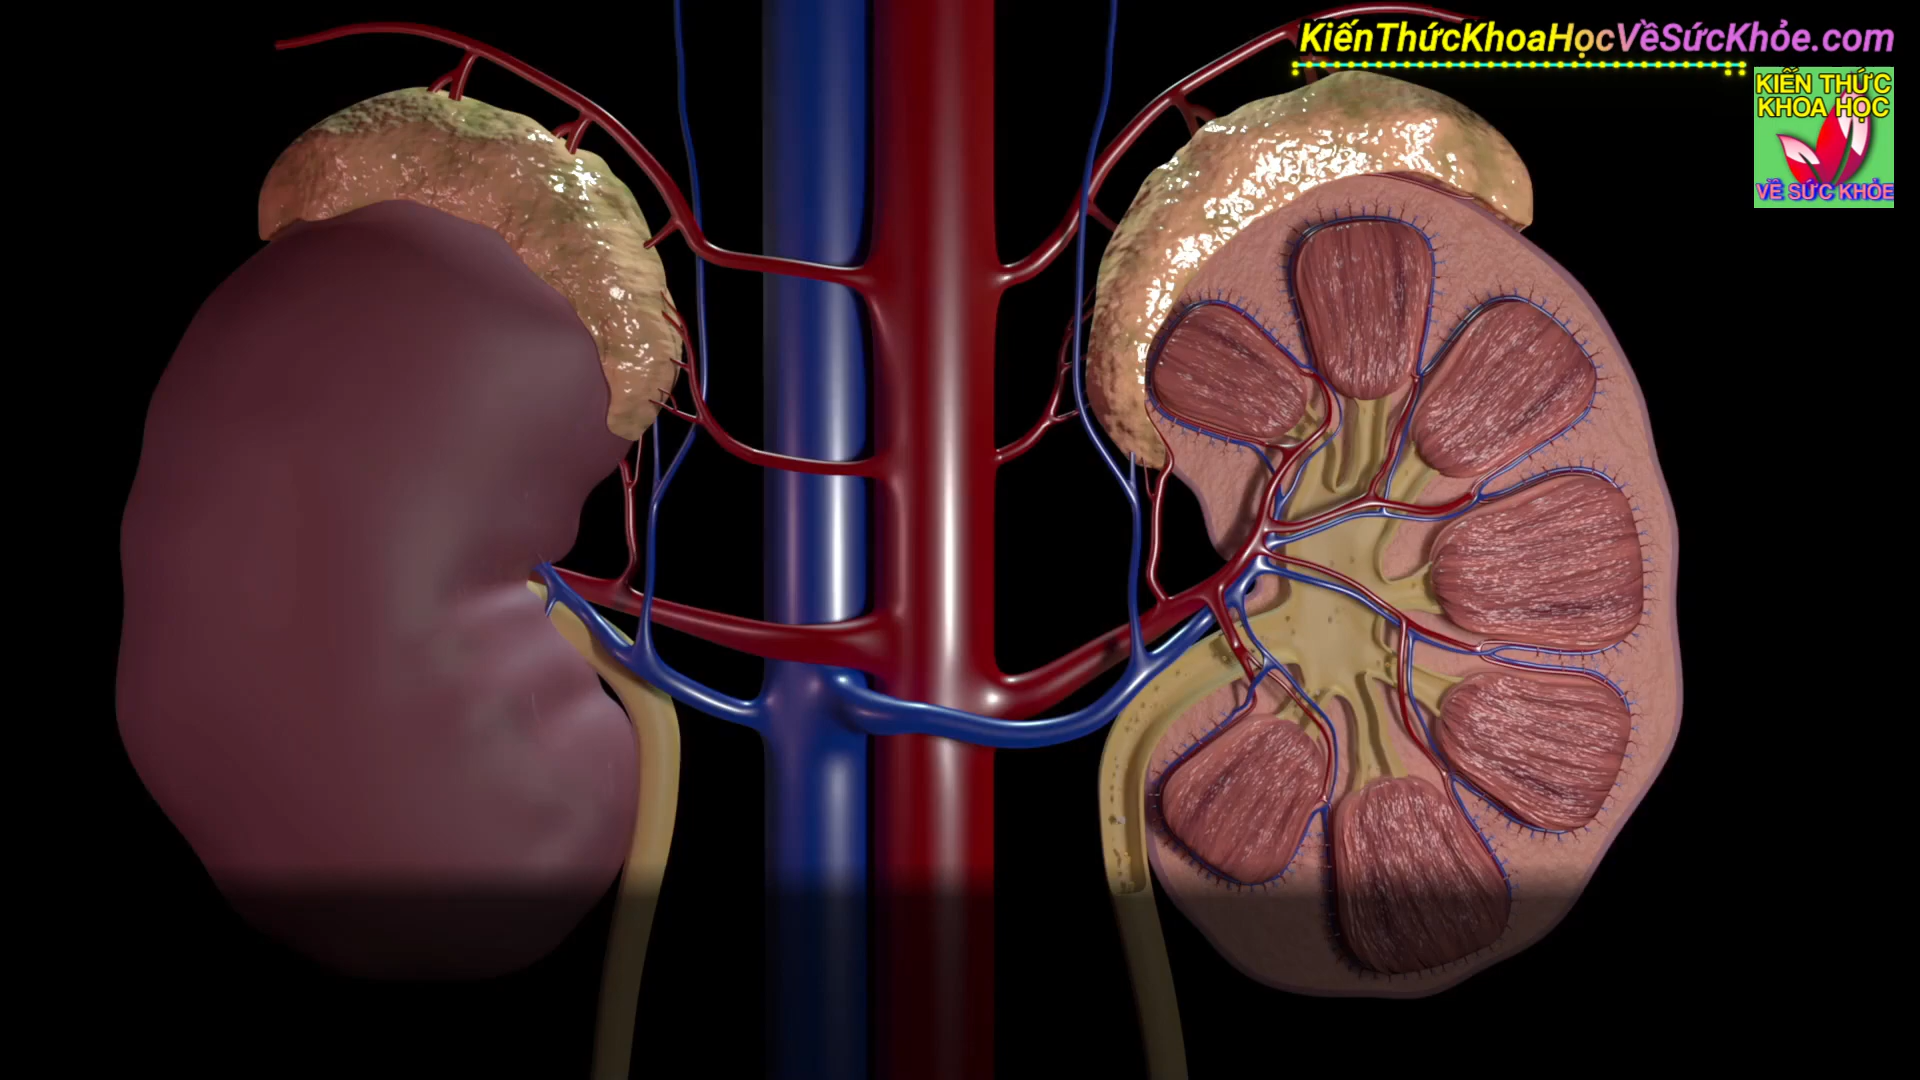 KiếnThứcKhoaHọcVềSứcKhỏe.com
KIẾN THỨC
KHOA HỌC
VỀ SỨC KHỎE